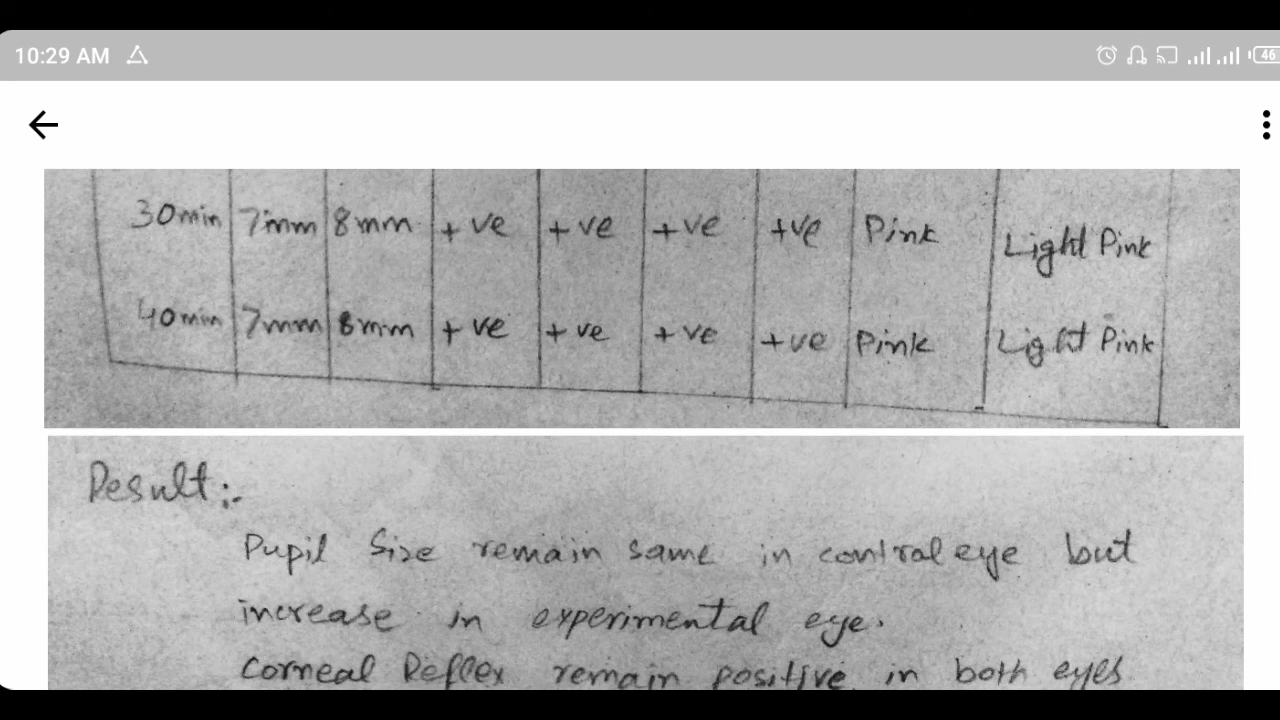 10:29 AM 46
30min 7mm 8mm +ve +ve +ve +ve Pink Light Pink
40min 7mm 8mm +ve +ve +ve +ve Pink Light Pink
Result:-
Pupil Size remain same in control eye but
increase in experimental eye.
Corneal Reflex remain positive in both eyes